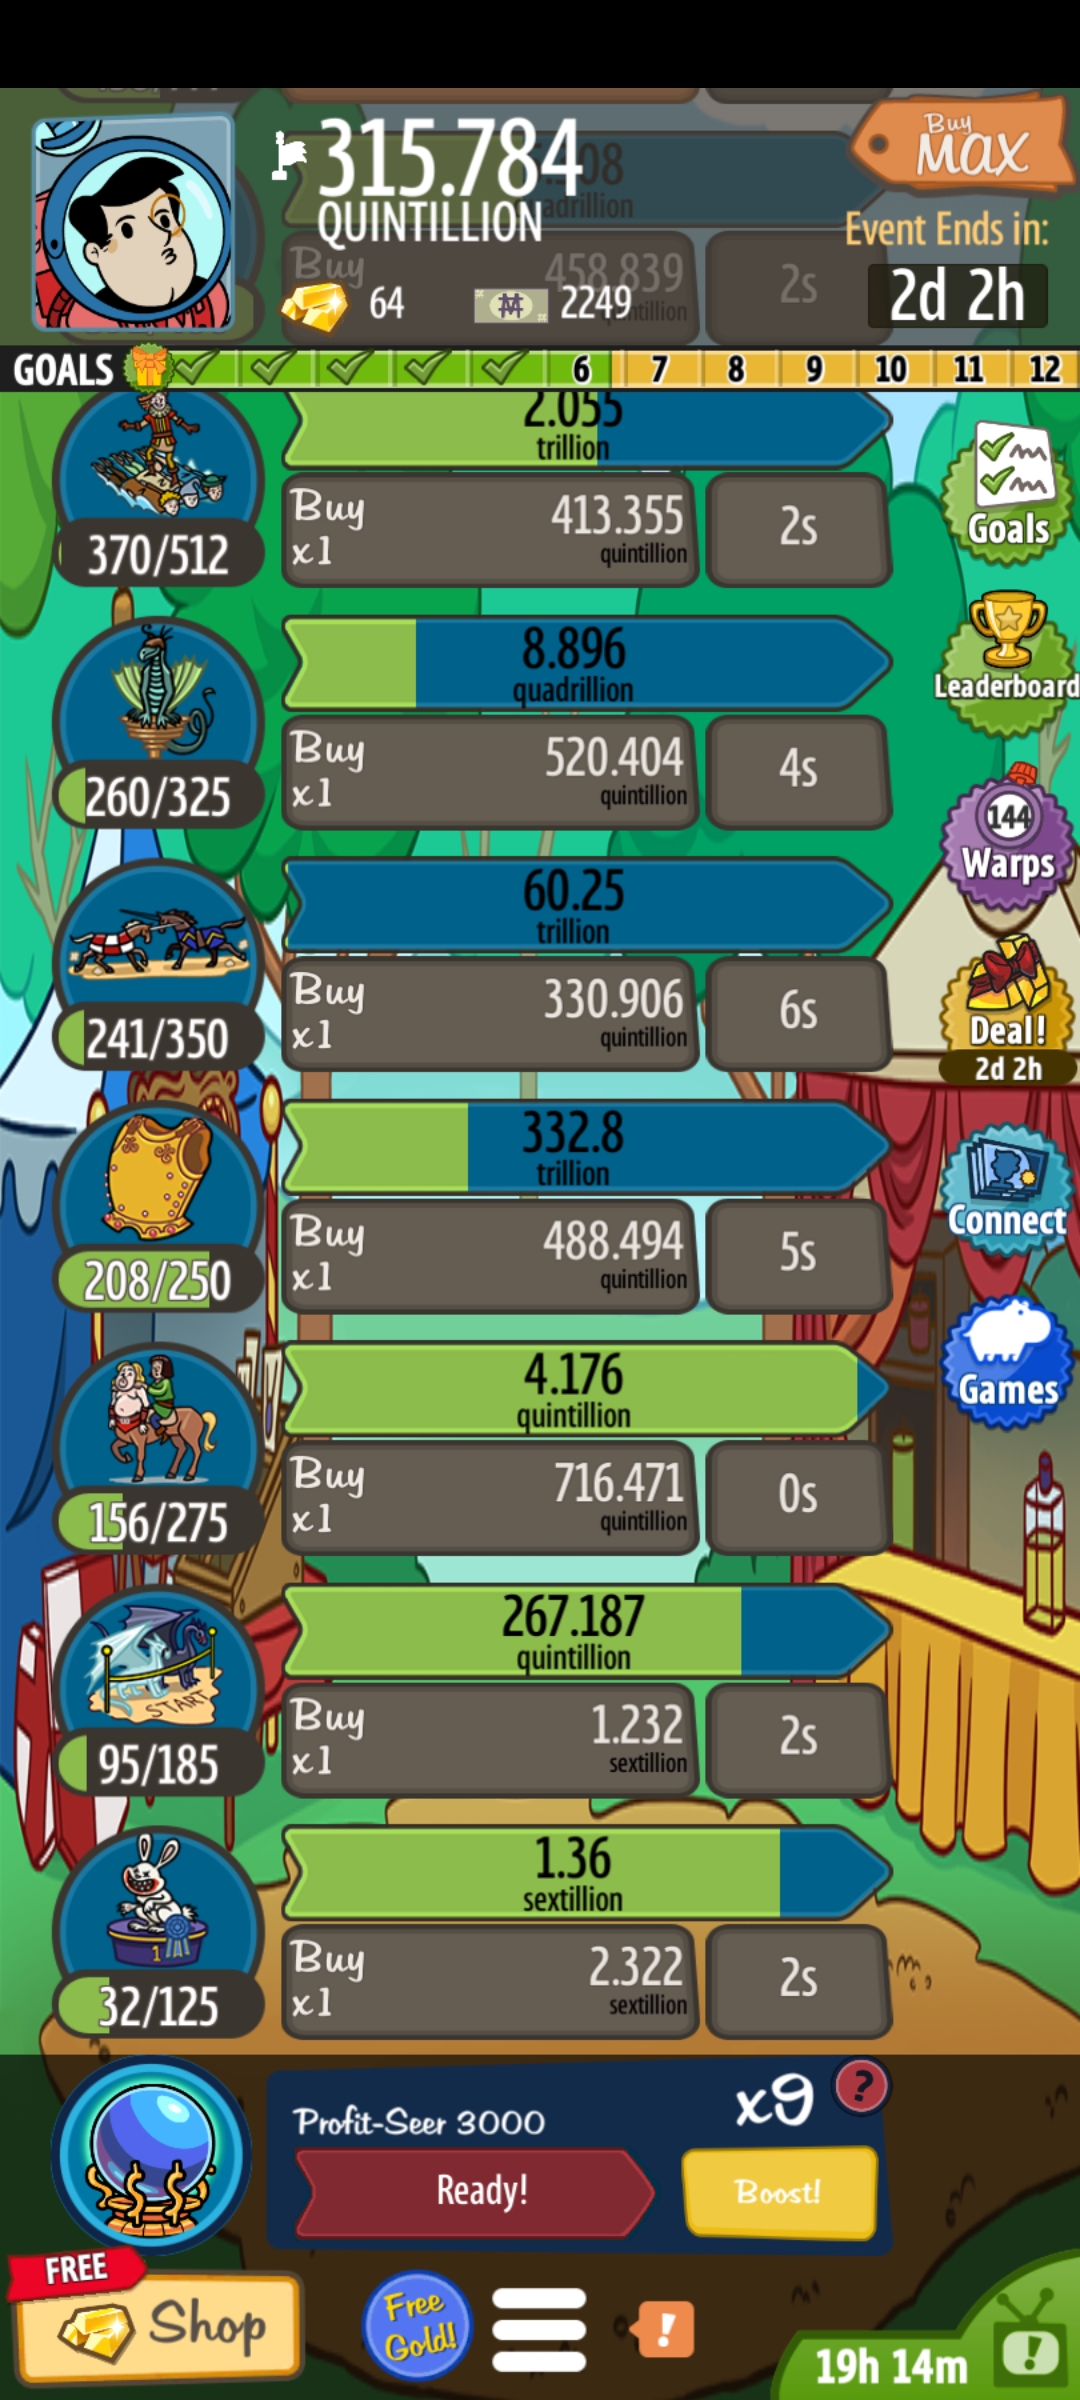 315.784
QUINTILLION
Buy
MAX
Event Ends in:
2d 2h
64
2249
Buy
458.839
2s
GOALS
6
7
8
9
10
11
12
2.055
trillion
370/512
Buy
x1
413.355
quintillion
2s
Goals
8.896
quadrillion
260/325
Buy
x1
520.404
quintillion
4s
Leaderboard
144
Warps
60.25
trillion
241/350
Buy
x1
330.906
quintillion
6s
Deal!
2d 2h
332.8
trillion
208/250
Buy
x1
488.494
quintillion
5s
Connect
4.176
quintillion
156/275
Buy
x1
716.471
quintillion
0s
Games
267.187
quintillion
START
95/185
Buy
x1
1.232
sextillion
2s
1.36
sextillion
1
32/125
Buy
x1
2.322
sextillion
2s
Profit-Seer 3000
x9
?
Ready!
Boost!
FREE
Shop
Free
Gold!
!
19h 14m
!